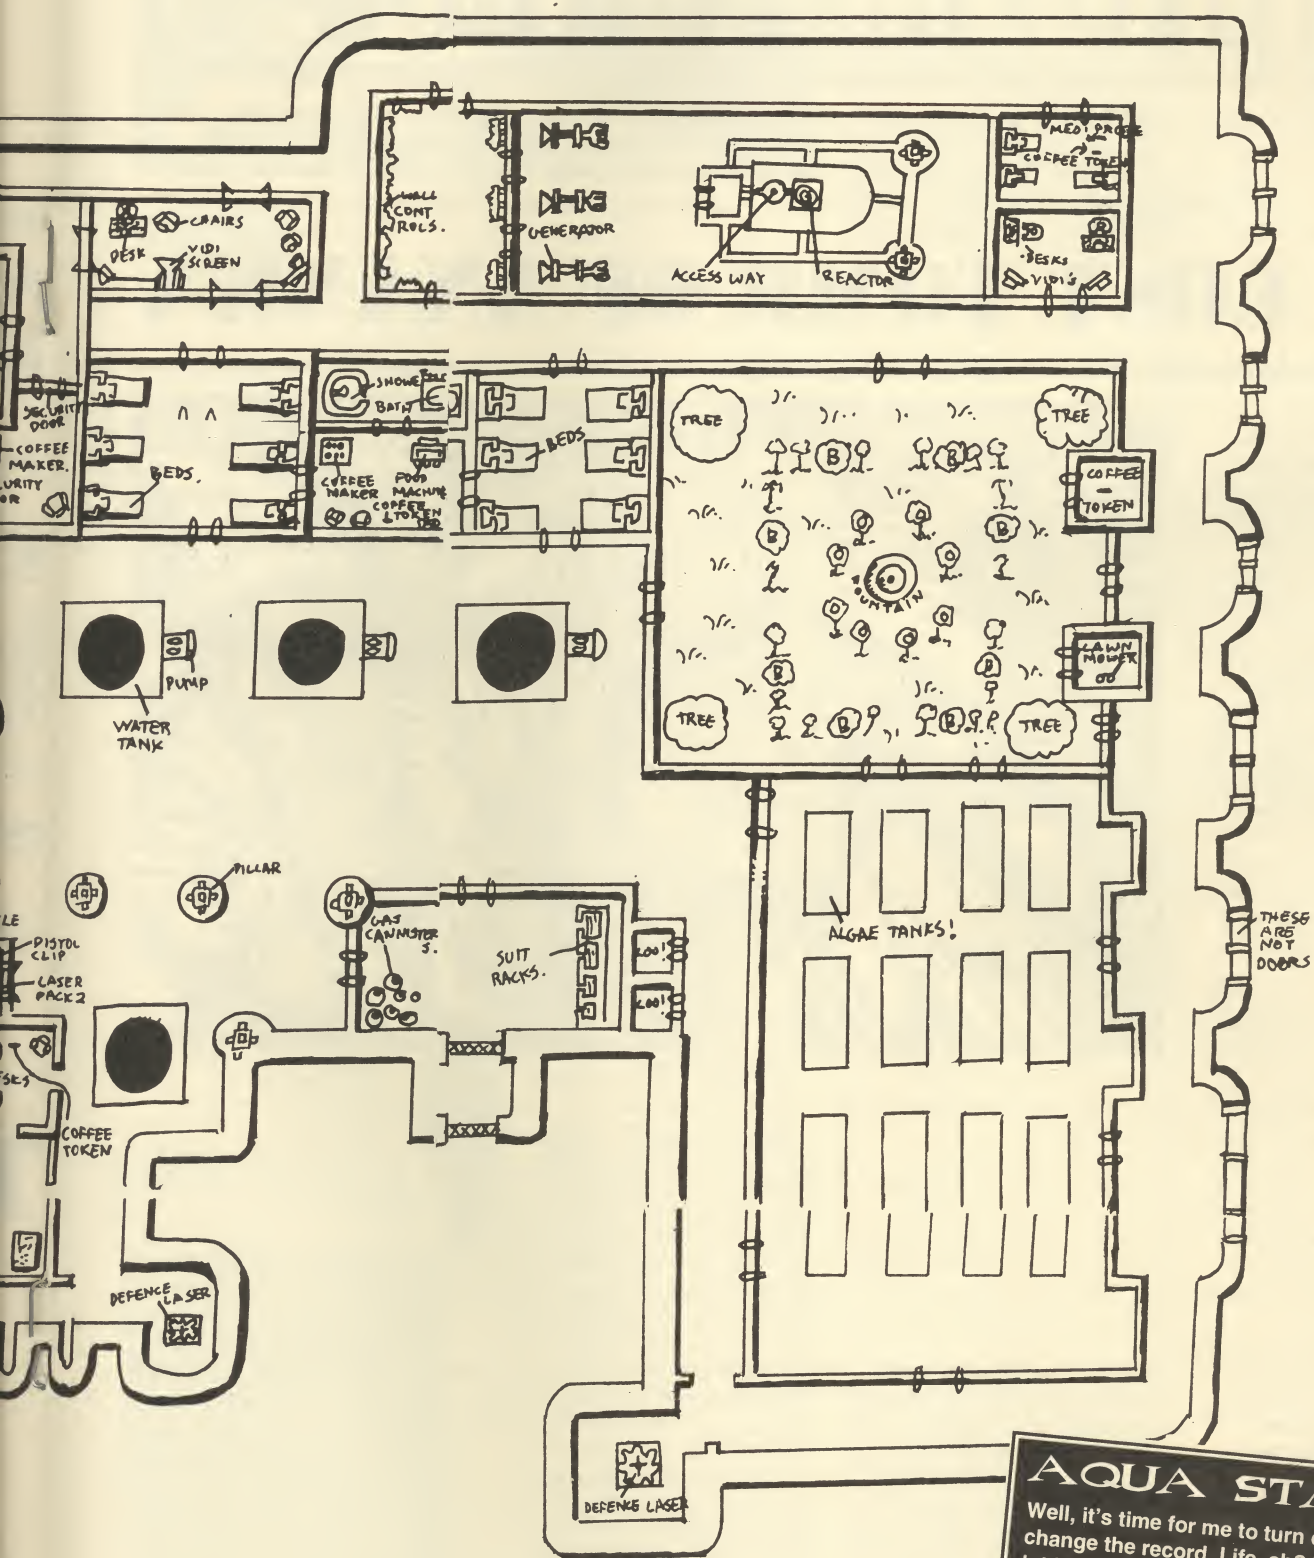 WALL
CONT
ROLS.
GENERATOR
ACCESS WAY
REACTOR
MEDI PROBE
COFFEE TOKEN
DESKS
VIDI'S
DESK
CHAIRS
VIDI
SCREEN
SECURITY
DOOR
COFFEE
MAKER.
BEDS.
SHOWER
BATH
COFFEE
MAKER
FOOD
MACHINE
COFFEE
TOKEN
BEDS
TREE
TREE
B
B
B
B
COFFEE
TOKEN
FOUNTAIN
LAWN
MOWER
B
B
TREE
B
B
TREE
PUMP
WATER
TANK
PILLAR
GAS
CANNISTER
S.
SUIT
RACKS.
LOO!
LOO!
ALGAE TANKS!
THESE
ARE
NOT
DOORS
PISTOL
CLIP
LASER
PACK 2
COFFEE
TOKEN
DEFENCE
LASER
DEFENCE LASER
AQUA STA
Well, it's time for me to turn
change the record. Life